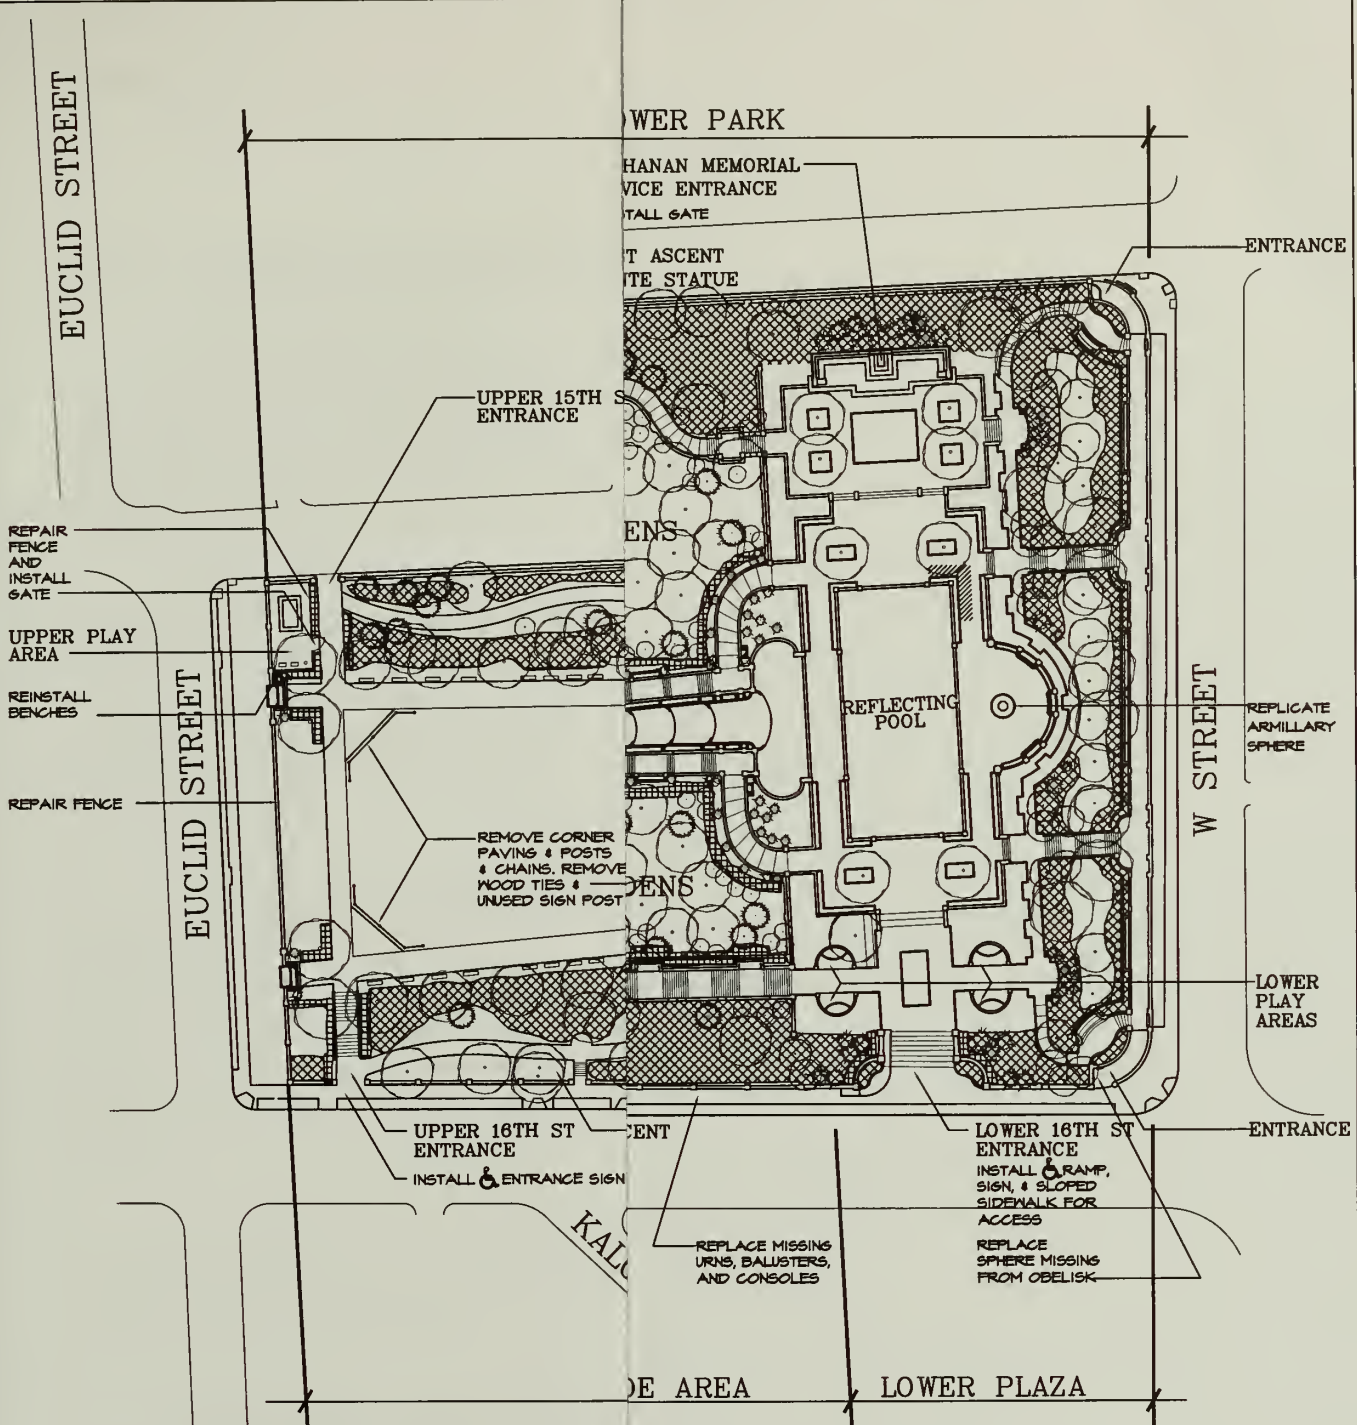 EUCLID STREET
WER PARK
HANAN MEMORIAL
VICE ENTRANCE
TALL GATE
T ASCENT
TE STATUE
ENTRANCE
UPPER 15TH S
ENTRANCE
REPAIR
FENCE
AND
INSTALL
GATE
UPPER PLAY
AREA
REINSTALL
BENCHES
REPAIR FENCE
EUCLID STREET
ENS
REFLECTING
POOL
W STREET
REPLICATE
ARMILLARY
SPHERE
REMOVE CORNER
PAVING & POSTS
& CHAINS. REMOVE
WOOD TIES &
UNUSED SIGN POST
DENS
LOWER
PLAY
AREAS
UPPER 16TH ST
ENTRANCE
INSTALL ♿ ENTRANCE SIGN
CENT
LOWER 16TH ST
ENTRANCE
INSTALL ♿ RAMP,
SIGN, & SLOPED
SIDEWALK FOR
ACCESS
REPLACE
SPHERE MISSING
FROM OBELISK
ENTRANCE
KALO
REPLACE MISSING
URNS, BALUSTERS,
AND CONSOLES
DE AREA
LOWER PLAZA